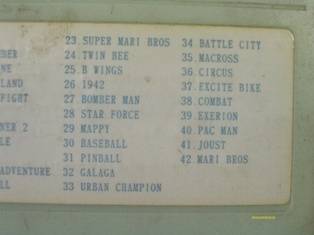 23.SUPER MARI BROS
24.TWIN BEE
25.B WINGS
26.1942
27.BOMBER MAN
28.STAR FORCE
29.MAPPY
30.BASEBALL
31.PINBALL
32.GALAGA
33.URBAN CHAMPION
34.BATTLE CITY
35.MACROSS
36.CIRCUS
37.EXCITE BIKE
38.COMBAT
39.EXERION
40.PAC MAN
41.JOUST
42.MARI BROS